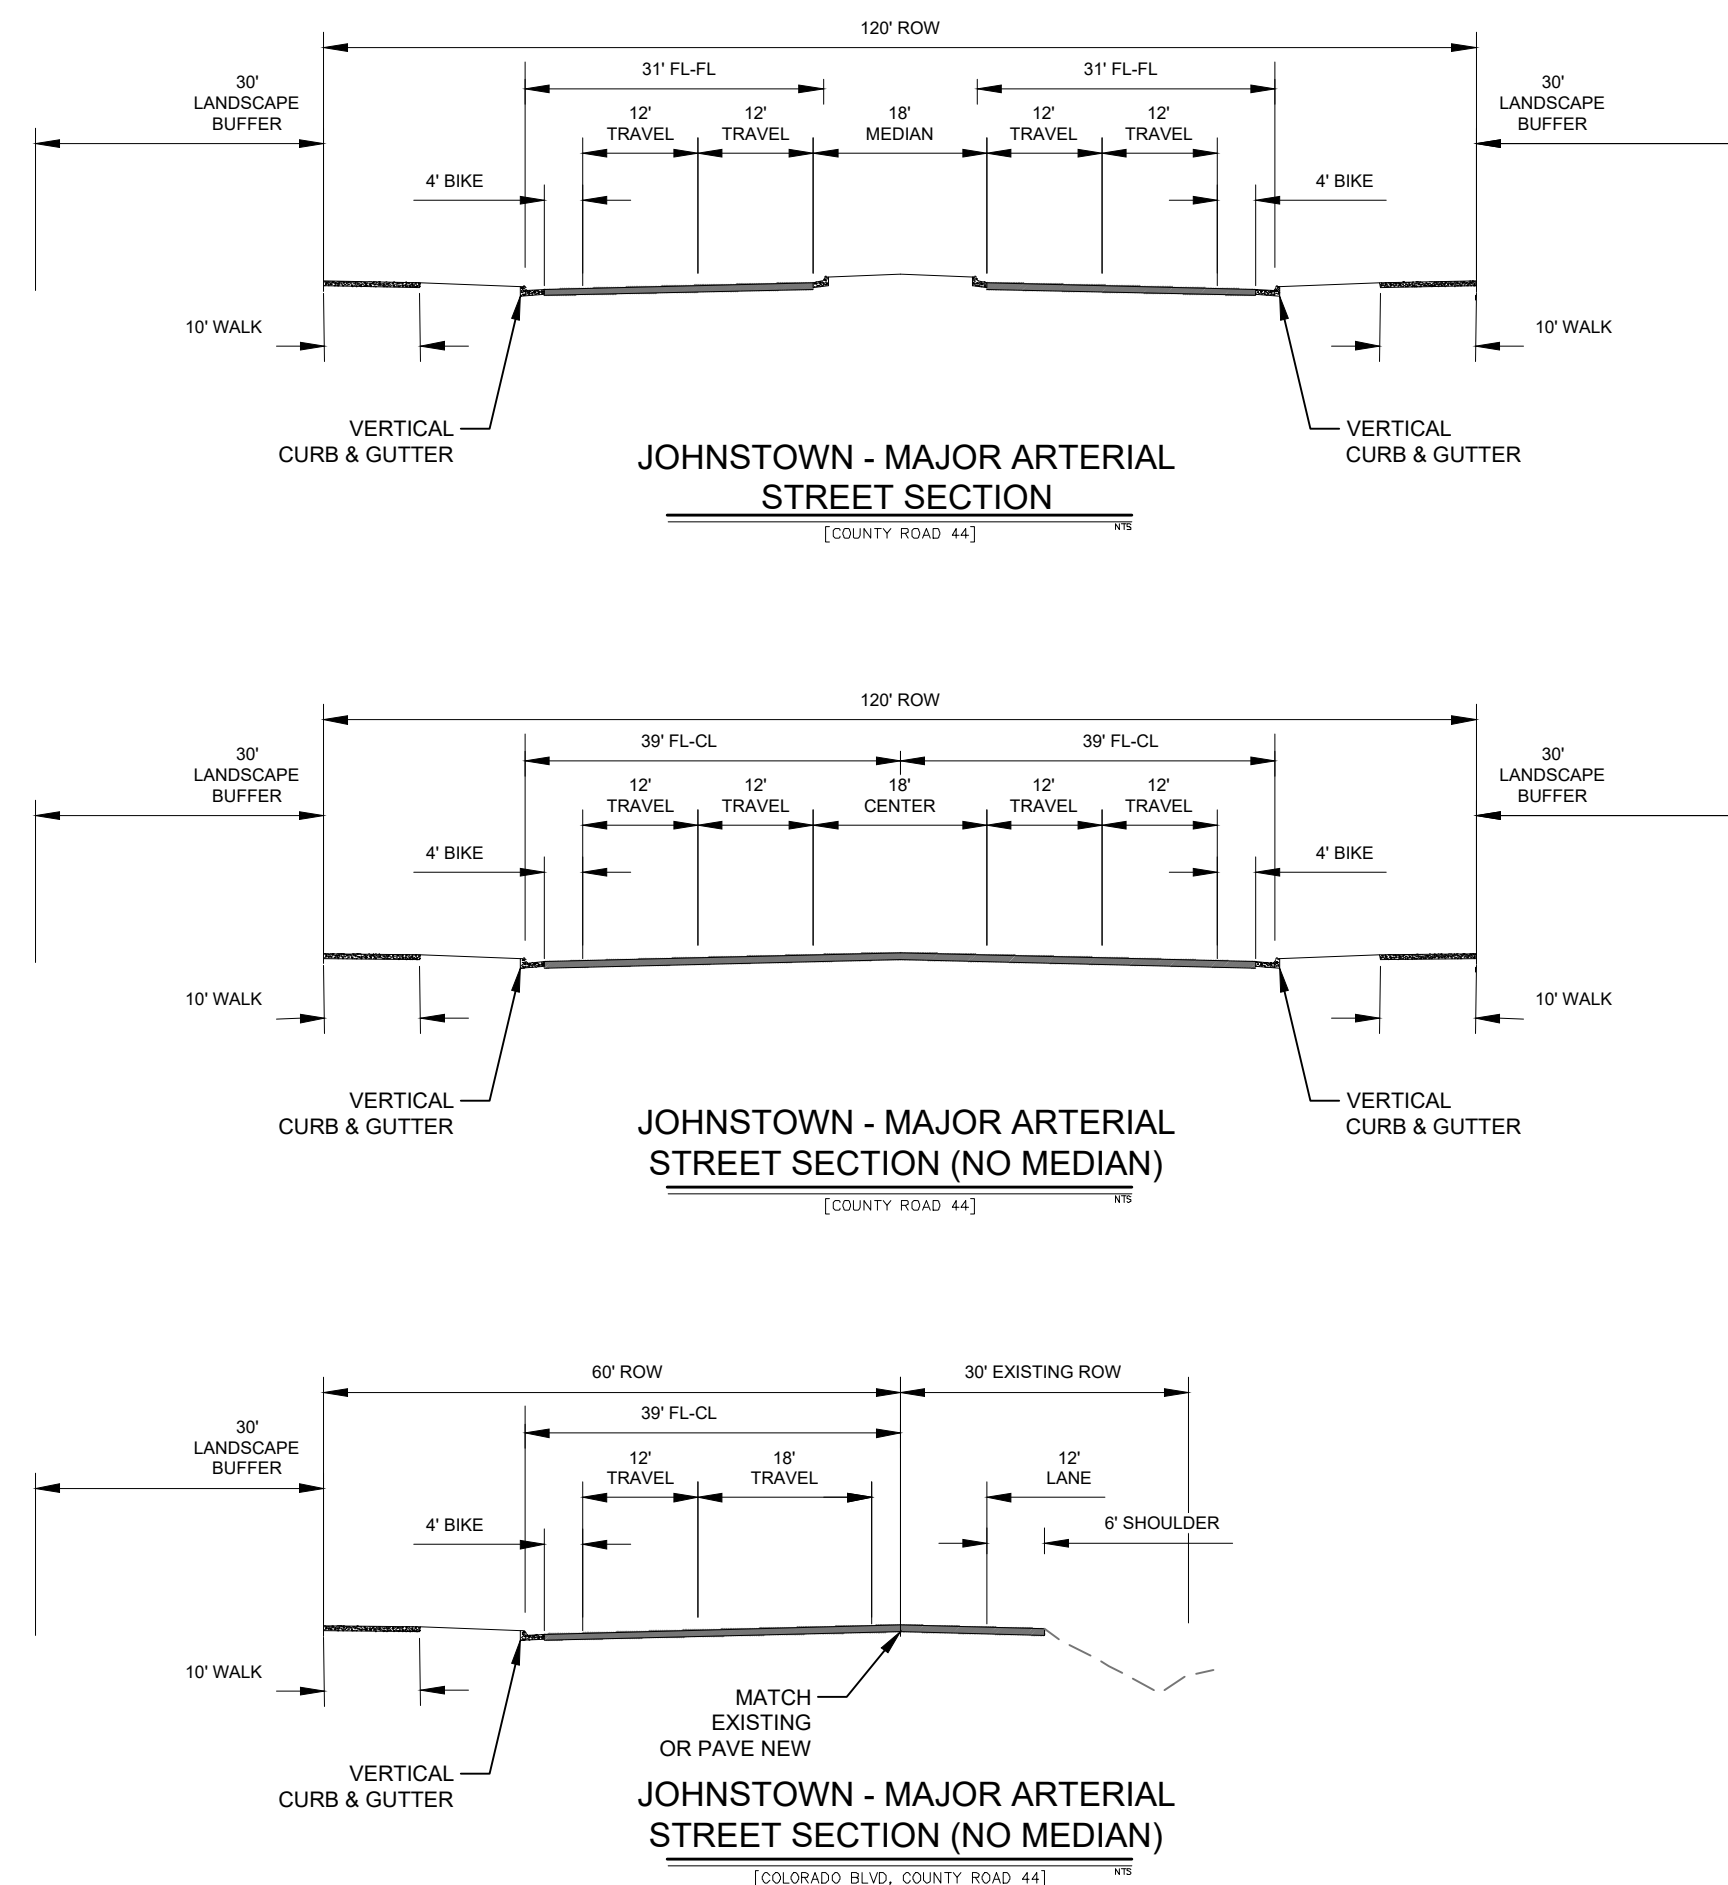 120' ROW
31' FL-FL
31' FL-FL
30'
LANDSCAPE
BUFFER
12'
TRAVEL
12'
TRAVEL
18'
MEDIAN
12'
TRAVEL
12'
TRAVEL
30'
LANDSCAPE
BUFFER
4' BIKE
4' BIKE
10' WALK
10' WALK
VERTICAL
CURB & GUTTER
VERTICAL
CURB & GUTTER
JOHNSTOWN - MAJOR ARTERIAL
STREET SECTION
NTS
[COUNTY ROAD 44]
120' ROW
39' FL-CL
39' FL-CL
30'
LANDSCAPE
BUFFER
12'
TRAVEL
12'
TRAVEL
18'
CENTER
12'
TRAVEL
12'
TRAVEL
30'
LANDSCAPE
BUFFER
4' BIKE
4' BIKE
10' WALK
10' WALK
VERTICAL
CURB & GUTTER
VERTICAL
CURB & GUTTER
JOHNSTOWN - MAJOR ARTERIAL
STREET SECTION (NO MEDIAN)
NTS
[COUNTY ROAD 44]
60' ROW
30' EXISTING ROW
39' FL-CL
30'
LANDSCAPE
BUFFER
12'
TRAVEL
18'
TRAVEL
12'
LANE
4' BIKE
6' SHOULDER
10' WALK
MATCH
EXISTING
OR PAVE NEW
VERTICAL
CURB & GUTTER
JOHNSTOWN - MAJOR ARTERIAL
STREET SECTION (NO MEDIAN)
NTS
[COLORADO BLVD, COUNTY ROAD 44]